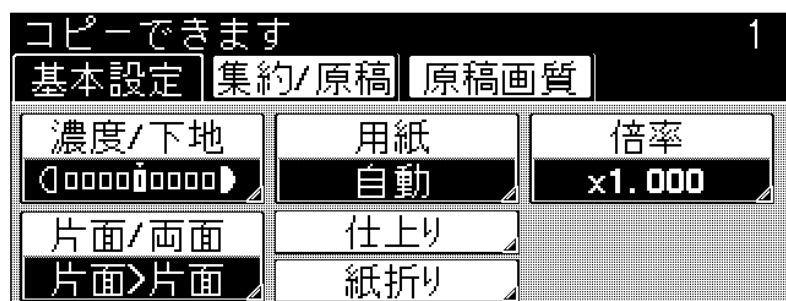 コピーできます 1
基本設定 集約/原稿 原稿画質
濃度/下地 用紙 倍率
自動 x1.000
片面/両面 仕上り
片面>片面 紙折り